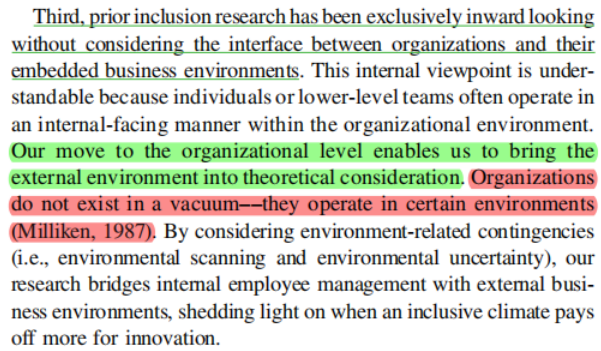 Third, prior inclusion research has been exclusively inward looking
without considering the interface between organizations and their
embedded business environments. This internal viewpoint is under-
standable because individuals or lower-level teams often operate in
an internal-facing manner within the organizational environment.
Our move to the organizational level enables us to bring the
external environment into theoretical consideration. Organizations
do not exist in a vacuum—they operate in certain environments
(Milliken, 1987). By considering environment-related contingencies
(i.e., environmental scanning and environmental uncertainty), our
research bridges internal employee management with external busi-
ness environments, shedding light on when an inclusive climate pays
off more for innovation.